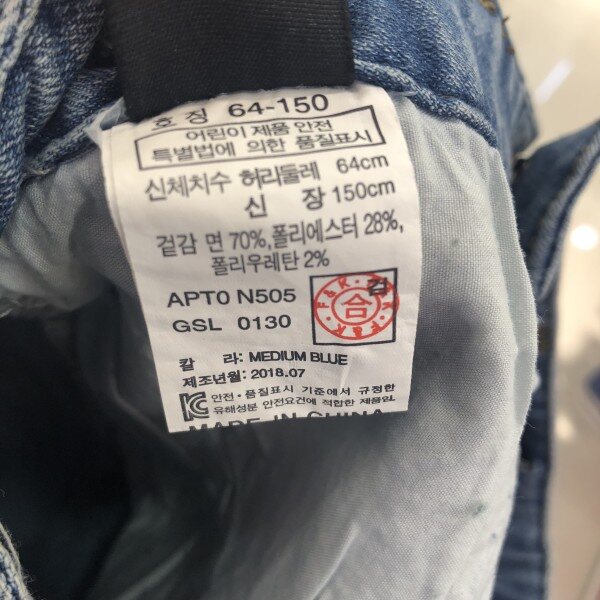 호칭 64-150
어린이 제품 안전
특별법에 의한 품질표시
신체치수 허리둘레 64cm
신 장 150cm
겉감 면 70%,폴리에스터 28%,
폴리우레탄 2%
APT0 N505
GSL 0130
검
F&K F&K
合
칼 라: MEDIUM BLUE
제조년월: 2018.07
안전·품질표시 기준에서 규정한
유해성분 안전요건에 적합한 제품임.
MADE IN CHINA